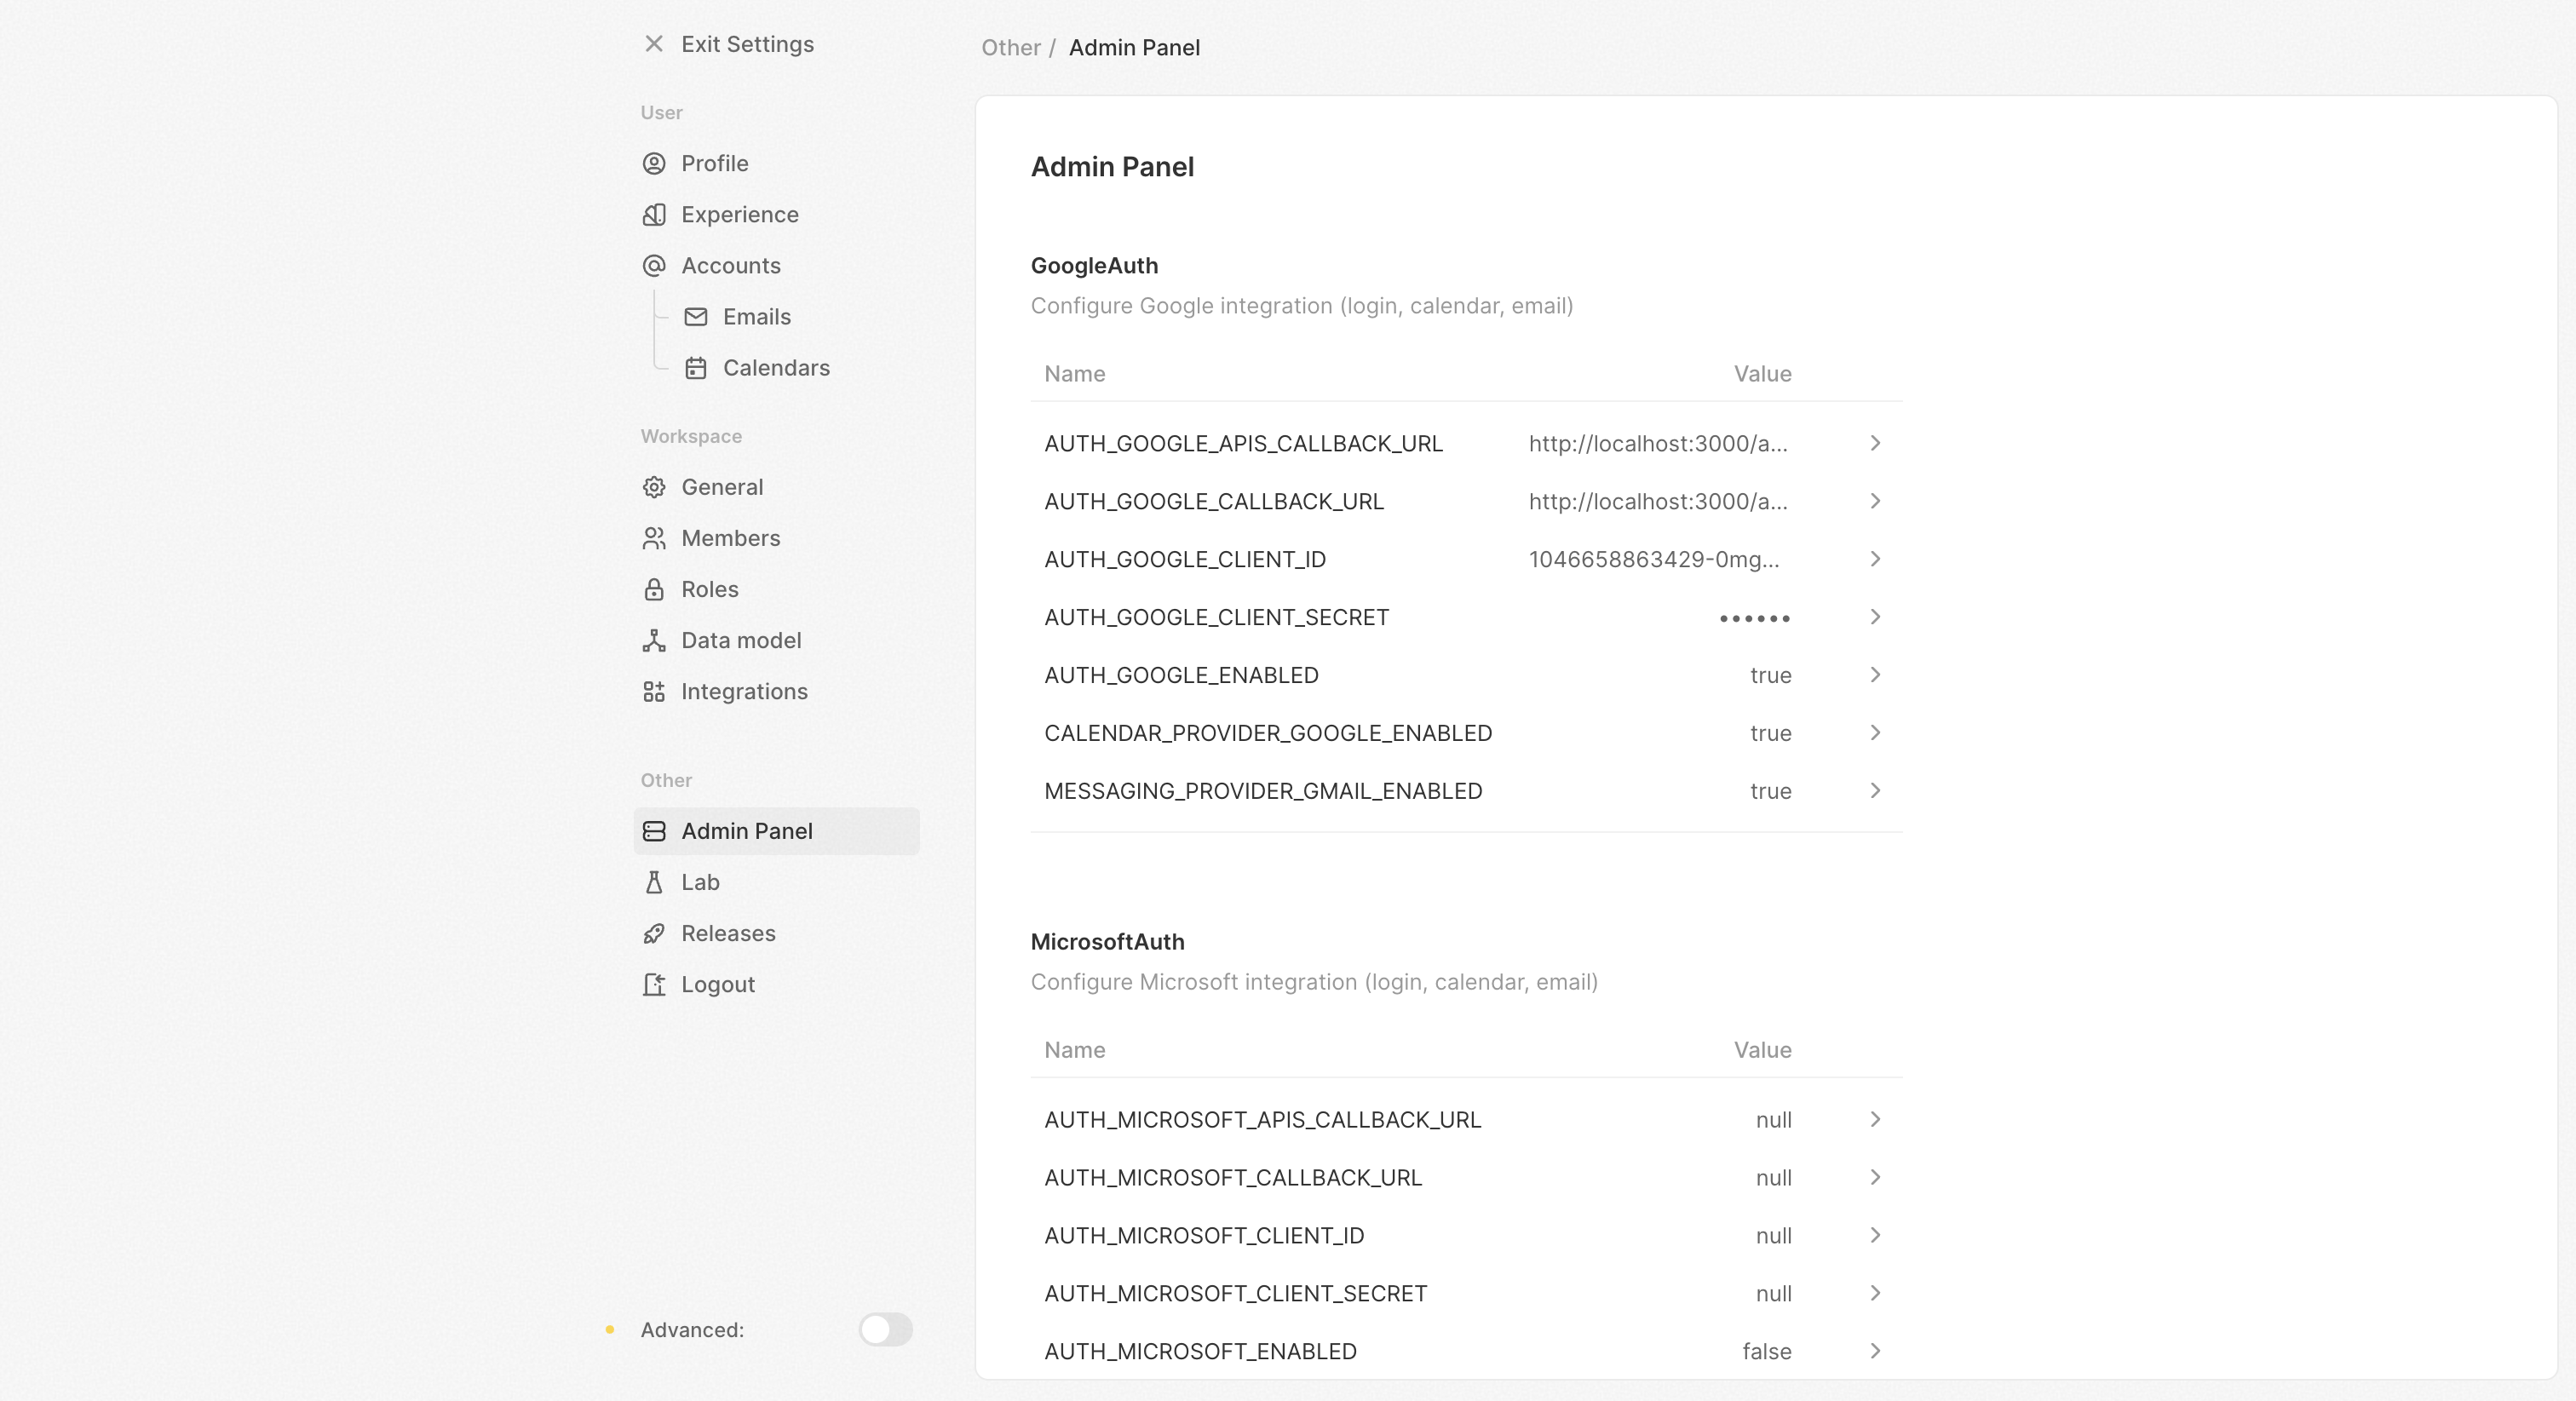 Exit Settings
User
Profile
Experience
Accounts
Emails
Calendars
Workspace
General
Members
Roles
Data model
Integrations
Other
Admin Panel
Lab
Releases
Logout
Advanced:
Other / Admin Panel
Admin Panel
GoogleAuth
Configure Google integration (login, calendar, email)
Name Value
AUTH_GOOGLE_APIS_CALLBACK_URL http://localhost:3000/a...
AUTH_GOOGLE_CALLBACK_URL http://localhost:3000/a...
AUTH_GOOGLE_CLIENT_ID 1046658863429-0mg...
AUTH_GOOGLE_CLIENT_SECRET ••••••
AUTH_GOOGLE_ENABLED true
CALENDAR_PROVIDER_GOOGLE_ENABLED true
MESSAGING_PROVIDER_GMAIL_ENABLED true
MicrosoftAuth
Configure Microsoft integration (login, calendar, email)
Name Value
AUTH_MICROSOFT_APIS_CALLBACK_URL null
AUTH_MICROSOFT_CALLBACK_URL null
AUTH_MICROSOFT_CLIENT_ID null
AUTH_MICROSOFT_CLIENT_SECRET null
AUTH_MICROSOFT_ENABLED false